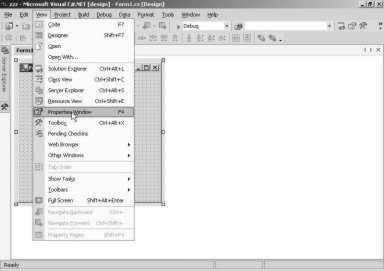 zzz - Microsoft Visual C#.NET [design] - Form1.cs [Design]
File Edit View Project Build Debug Data Format Tools Window Help
Debug
Code F7
Designer Shift+F7
Open
Open With...
Solution Explorer Ctrl+Alt+L
Class View Ctrl+Shift+C
Server Explorer Ctrl+Alt+S
Resource View Ctrl+Shift+E
Properties Window F4
Toolbox Ctrl+Alt+X
Pending Checkins
Web Browser
Other Windows
Tab Order
Show Tasks
Toolbars
Full Screen Shift+Alt+Enter
Navigate Backward Ctrl+-
Navigate Forward Ctrl+Shift+-
Property Pages Shift+F4
Server Explorer
Ready